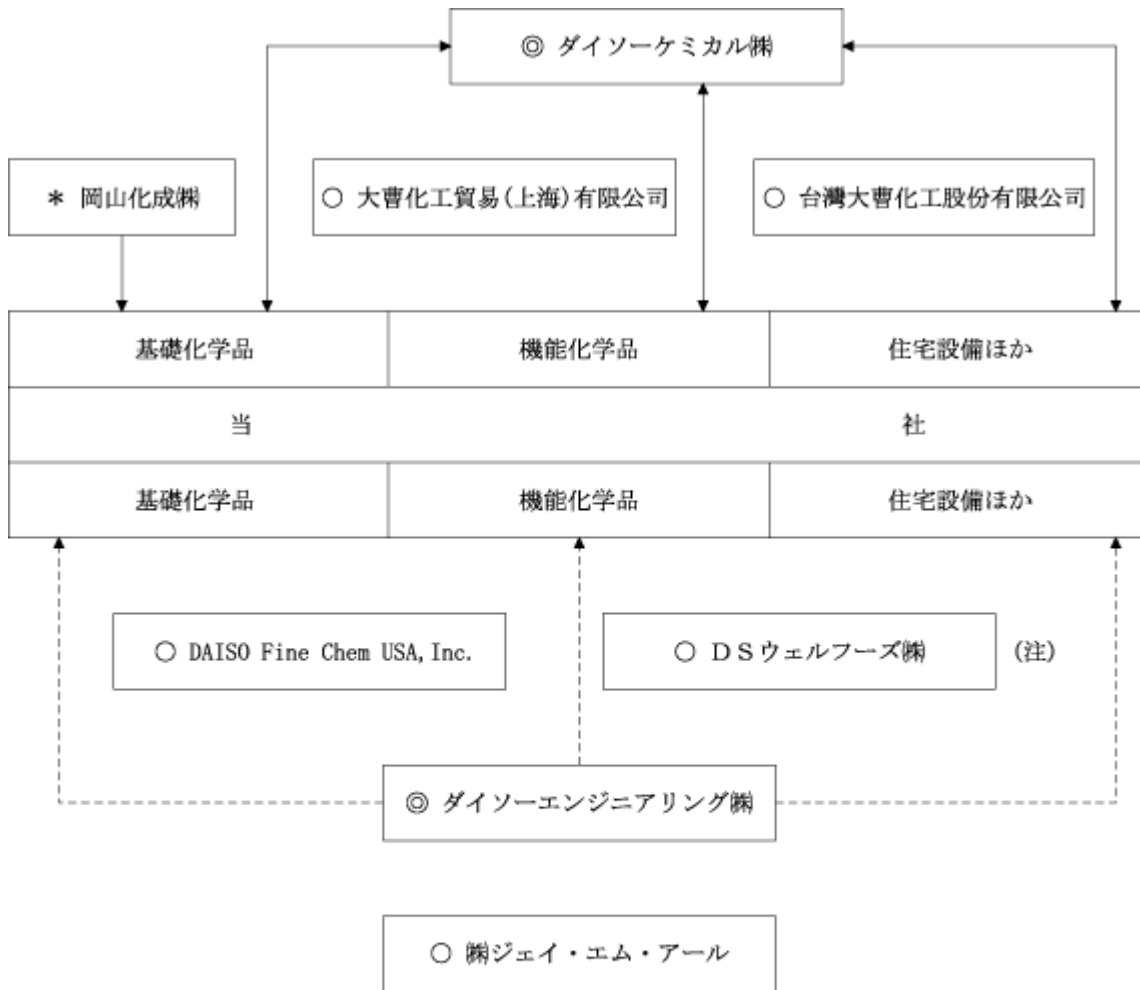 ◎ ダイソーケミカル㈱
＊ 岡山化成㈱
○ 大曹化工貿易(上海)有限公司
○ 台灣大曹化工股份有限公司
基礎化学品
機能化学品
住宅設備ほか
当 社
基礎化学品
機能化学品
住宅設備ほか
○ DAISO Fine Chem USA,Inc.
○ ＤＳウェルフーズ㈱
(注)
◎ ダイソーエンジニアリング㈱
○ ㈱ジェイ・エム・アール